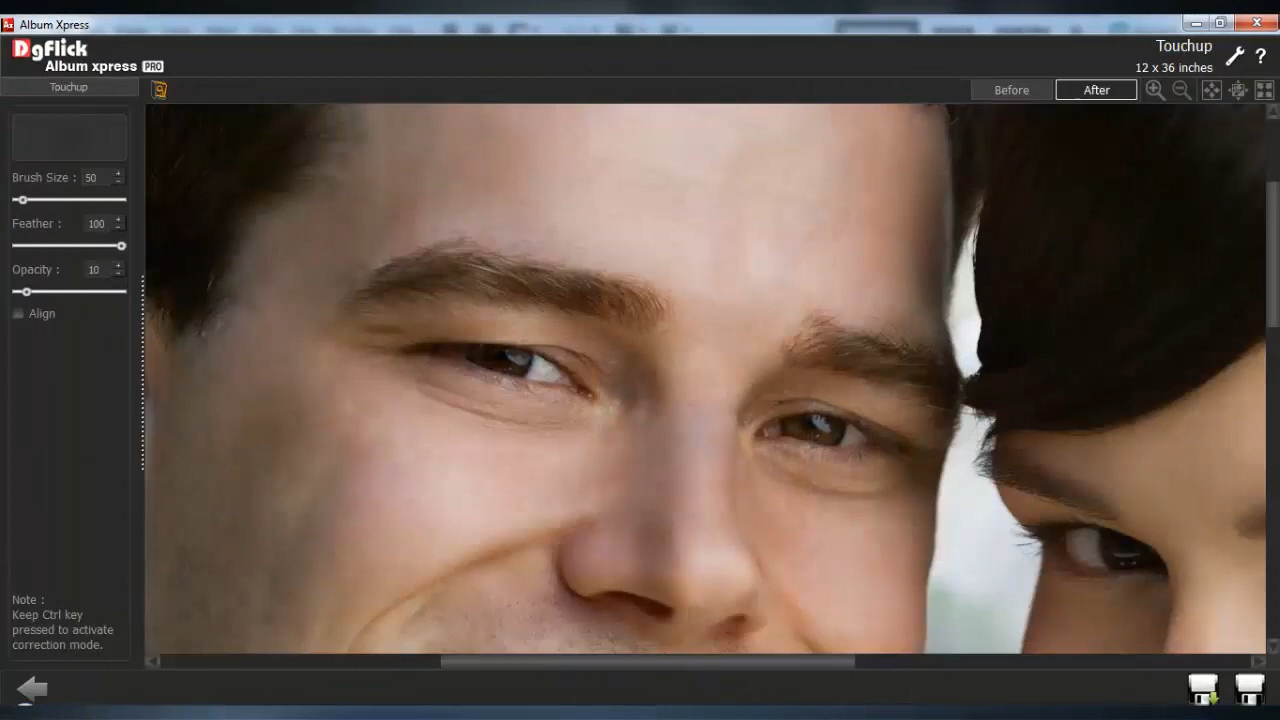 Album Xpress
DgFlick
Album xpress PRO
Touchup
12 x 36 inches
?
Touchup
Before
After
Brush Size : 50
Feather : 100
Opacity : 10
Align
Note :
Keep Ctrl key
pressed to activate
correction mode.